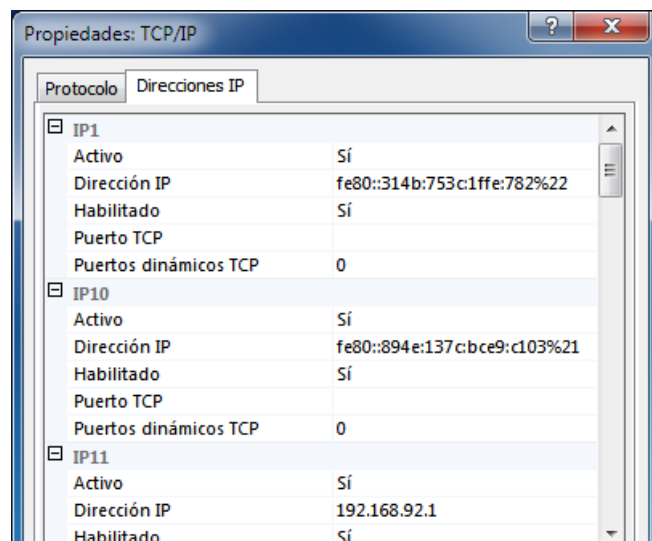 Propiedades: TCP/IP
Protocolo Direcciones IP
IP1
Activo Sí
Dirección IP fe80::314b:753c:1ffe:782%22
Habilitado Sí
Puerto TCP
Puertos dinámicos TCP 0
IP10
Activo Sí
Dirección IP fe80::894e:137c:bce9:c103%21
Habilitado Sí
Puerto TCP
Puertos dinámicos TCP 0
IP11
Activo Sí
Dirección IP 192.168.92.1
Habilitado Sí